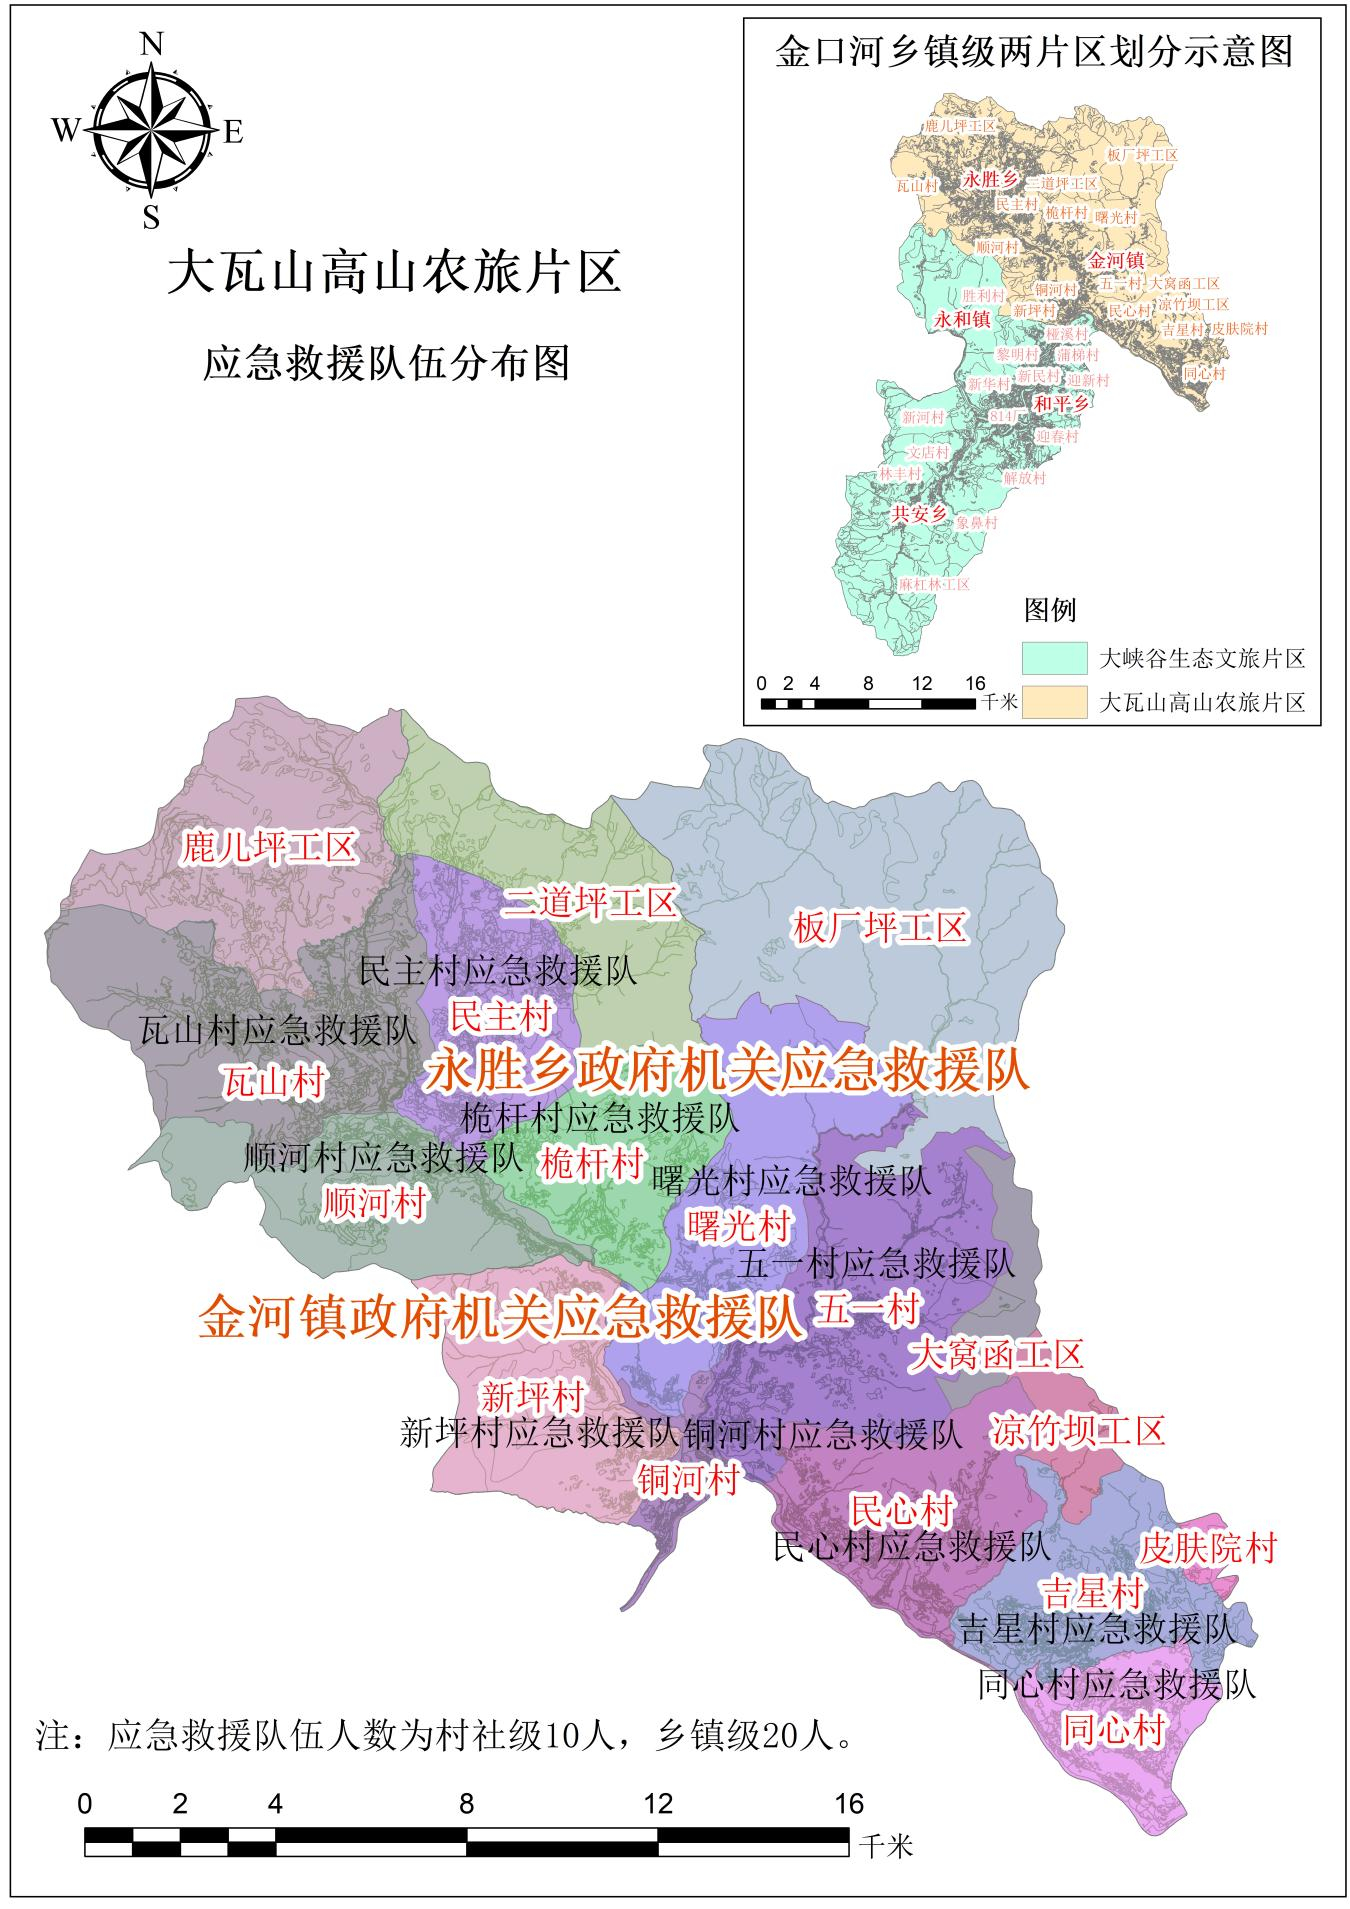 N
W
E
S
大瓦山高山农旅片区
应急救援队伍分布图
金口河乡镇级两片区划分示意图
鹿儿坪工区
板厂坪工区
瓦山村
永胜乡
二道坪工区
民主村
桅杆村
曙光村
顺河村
金河镇
五一村
大窝函工区
铜河村
胜利村
新坪村
民心村
凉竹坝工区
永和镇
吉星村
皮肤院村
桠溪村
黎明村
蒲梯村
同心村
新华村
新民村
迎新村
和平乡
新河村
814厂
迎春村
文店村
林丰村
解放村
共安乡
象鼻村
麻杠林工区
图例
大峡谷生态文旅片区
大瓦山高山农旅片区
0 2 4 8 12 16
千米
鹿儿坪工区
二道坪工区
板厂坪工区
民主村应急救援队
民主村
瓦山村应急救援队
瓦山村
永胜乡政府机关应急救援队
桅杆村应急救援队
桅杆村
顺河村应急救援队
顺河村
曙光村应急救援队
曙光村
五一村应急救援队
五一村
金河镇政府机关应急救援队
大窝函工区
新坪村
新坪村应急救援队
铜河村应急救援队
铜河村
凉竹坝工区
民心村
民心村应急救援队
皮肤院村
吉星村
吉星村应急救援队
同心村应急救援队
同心村
注：应急救援队伍人数为村社级10人，乡镇级20人。
0 2 4 8 12 16
千米